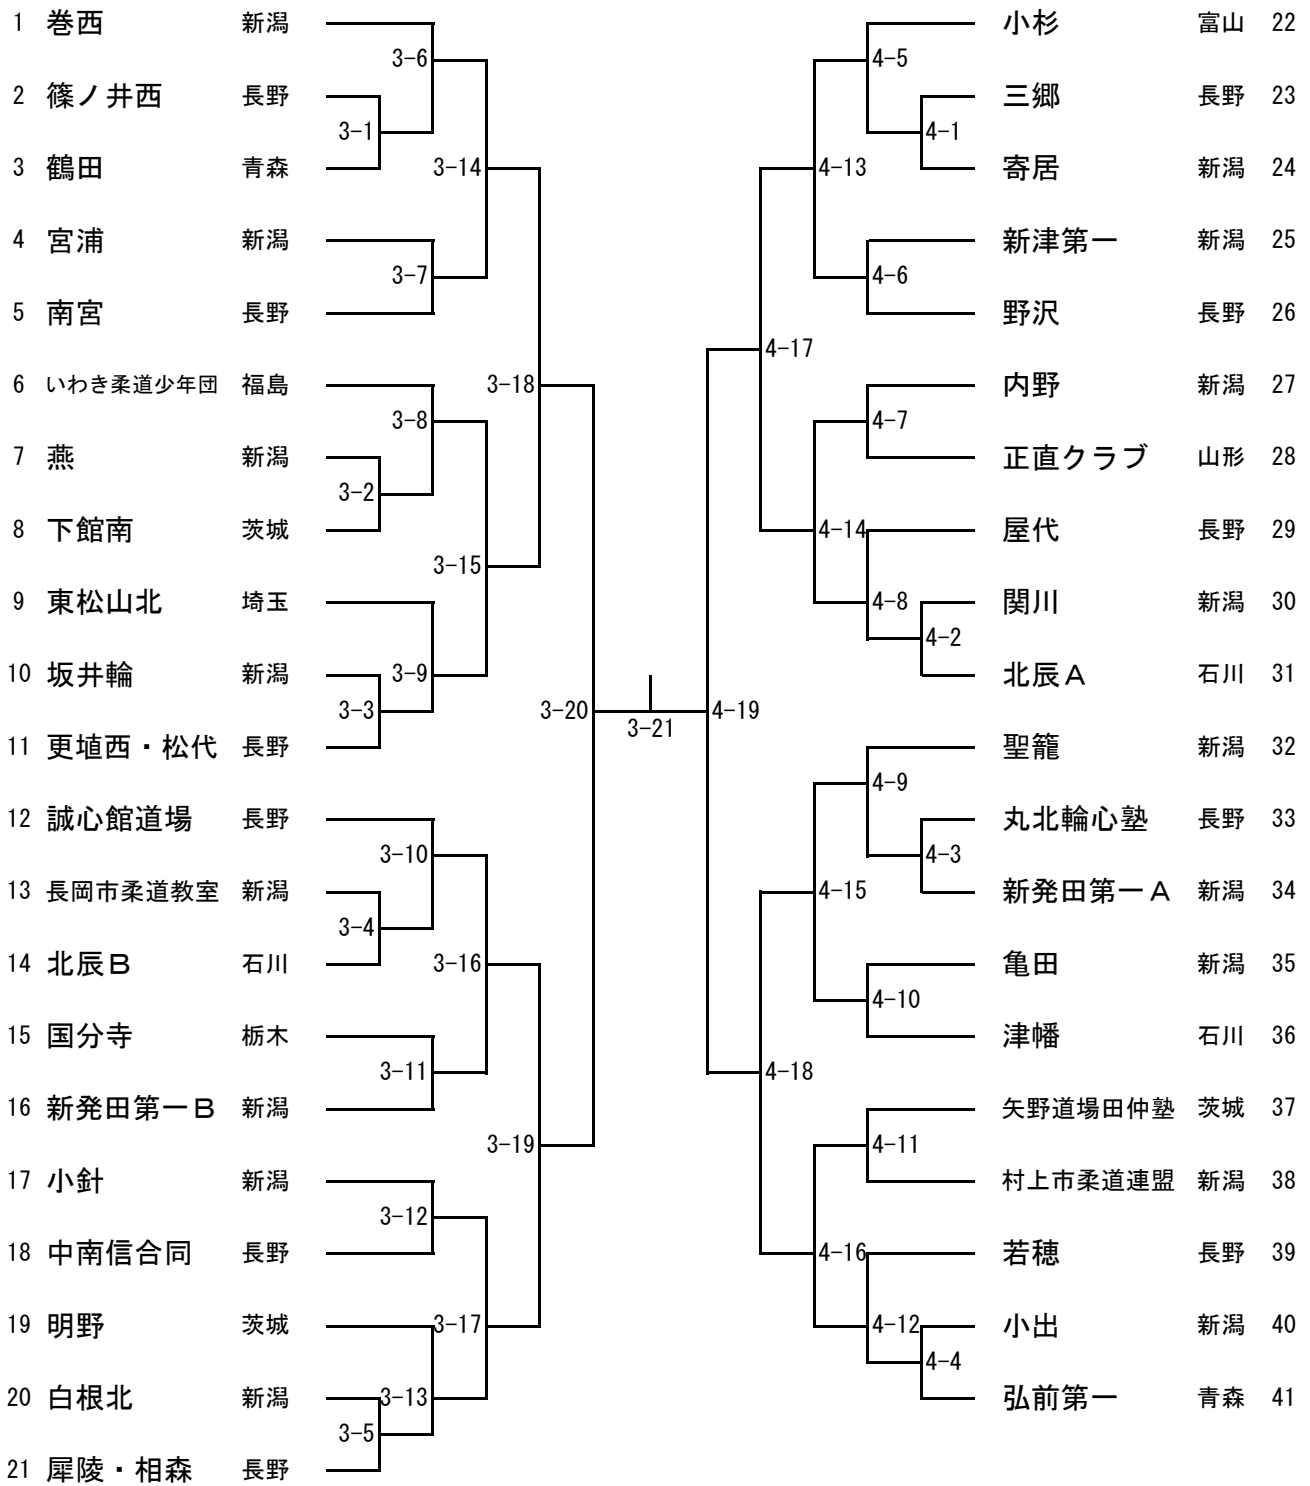 1 巻西 新潟
2 篠ノ井西 長野
3 鶴田 青森
4 宮浦 新潟
5 南宮 長野
6 いわき柔道少年団 福島
7 燕 新潟
8 下館南 茨城
9 東松山北 埼玉
10 坂井輪 新潟
11 更埴西・松代 長野
12 誠心館道場 長野
13 長岡市柔道教室 新潟
14 北辰B 石川
15 国分寺 栃木
16 新発田第一B 新潟
17 小針 新潟
18 中南信合同 長野
19 明野 茨城
20 白根北 新潟
21 犀陵・相森 長野
3-1
3-2
3-3
3-4
3-5
3-6
3-7
3-8
3-9
3-10
3-11
3-12
3-13
3-14
3-15
3-16
3-17
3-18
3-19
3-20
3-21
4-19
4-17
4-18
4-13
4-14
4-15
4-16
4-5
4-6
4-7
4-8
4-9
4-10
4-11
4-12
4-1
4-2
4-3
4-4
小杉 富山 22
三郷 長野 23
寄居 新潟 24
新津第一 新潟 25
野沢 長野 26
内野 新潟 27
正直クラブ 山形 28
屋代 長野 29
関川 新潟 30
北辰A 石川 31
聖籠 新潟 32
丸北輪心塾 長野 33
新発田第一A 新潟 34
亀田 新潟 35
津幡 石川 36
矢野道場田仲塾 茨城 37
村上市柔道連盟 新潟 38
若穂 長野 39
小出 新潟 40
弘前第一 青森 41